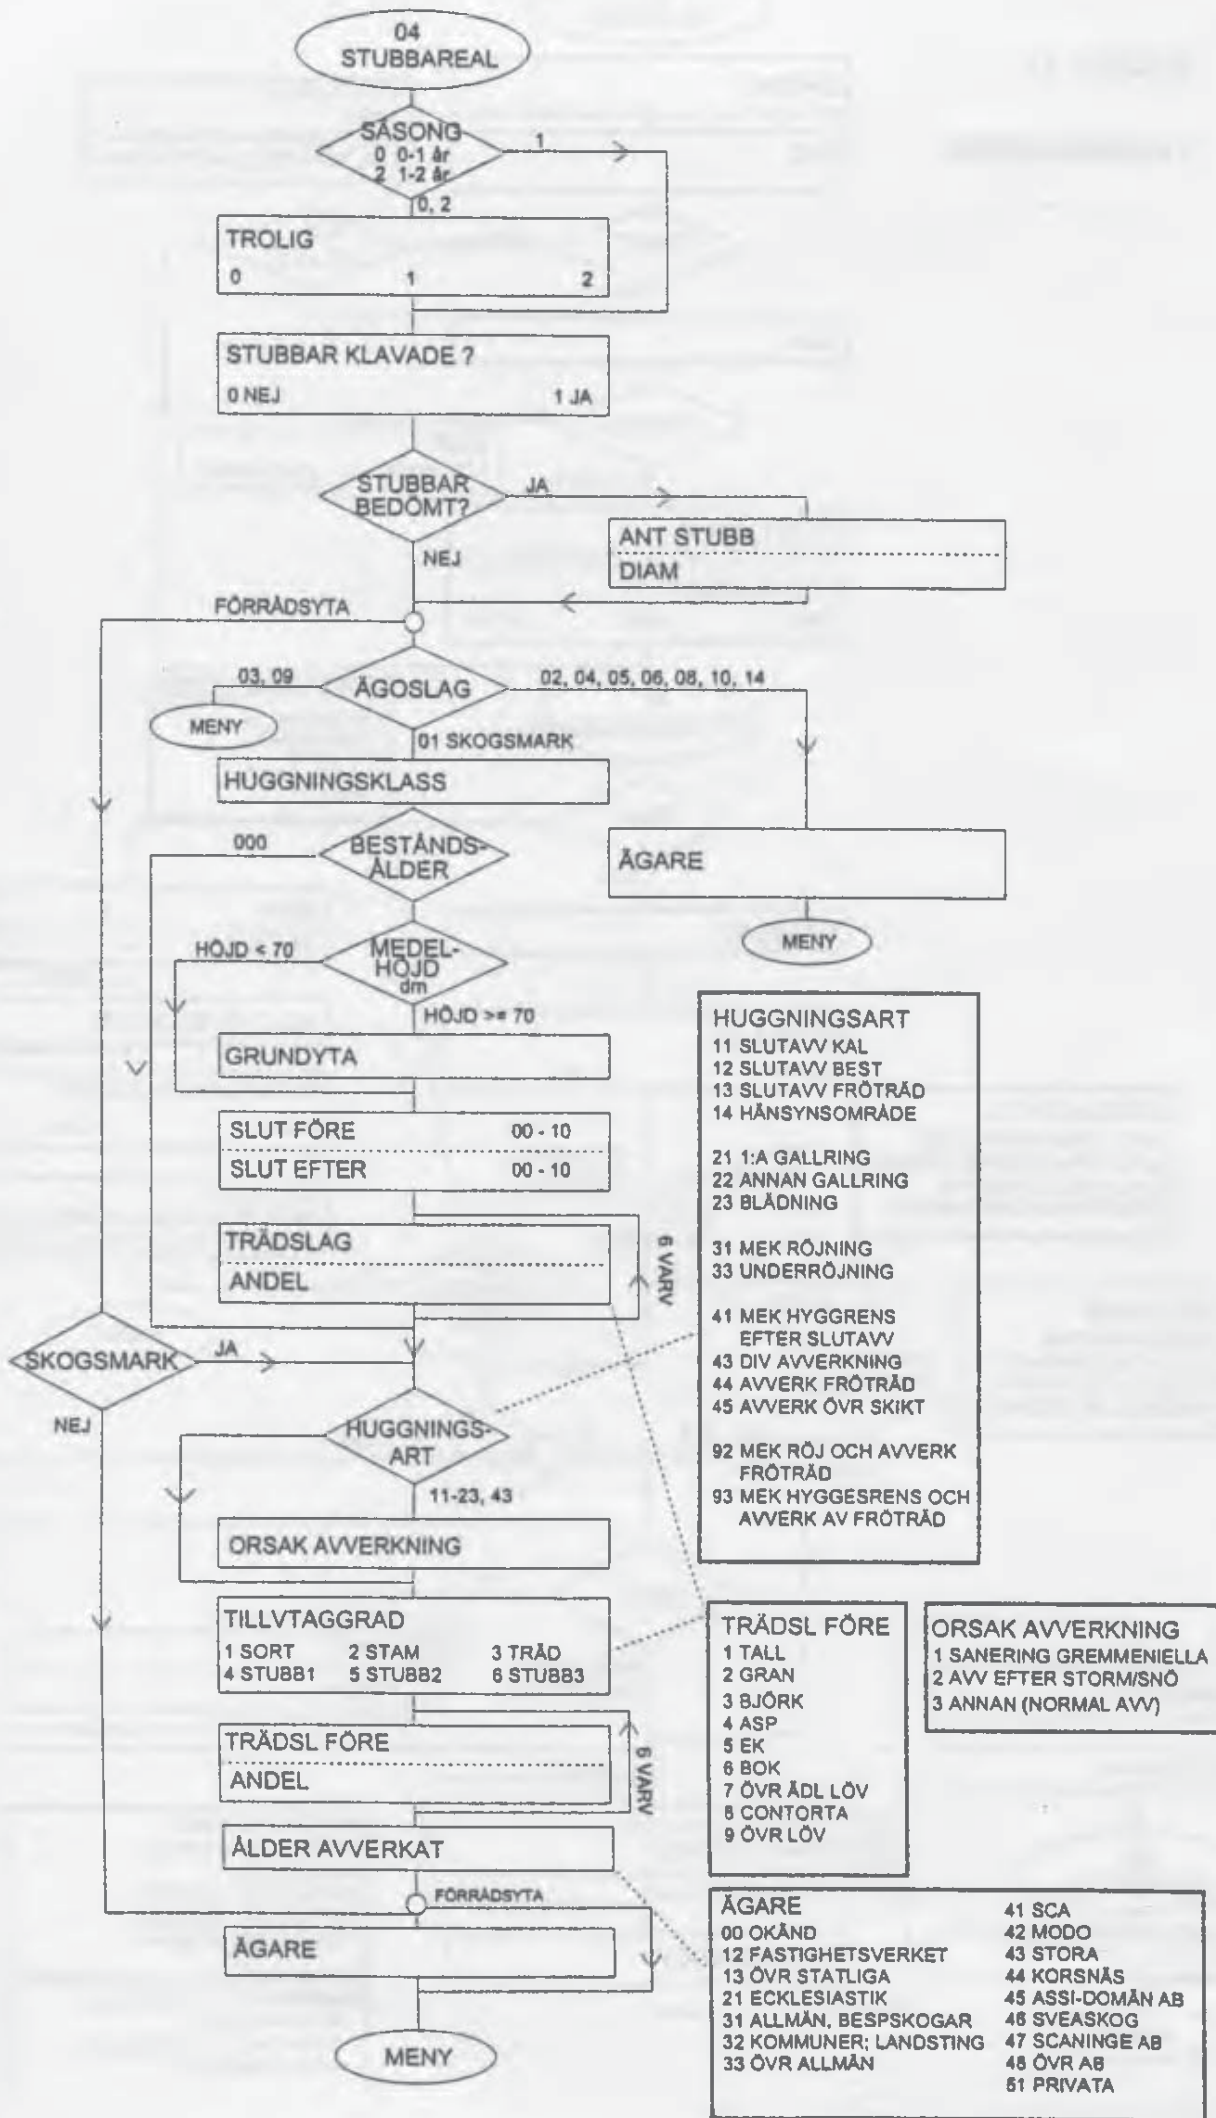 04
STUBBAREAL
SÄSONG
0 0-1 år
2 1-2 år
1
0, 2
TROLIG
0 1 2
STUBBAR KLAVADE ?
0 NEJ 1 JA
STUBBAR
BEDÖMT?
JA
NEJ
ANT STUBB
DIAM
FÖRRÅDSYTA
03, 09
ÄGOSLAG
02, 04, 05, 06, 08, 10, 14
MENY
01 SKOGSMARK
HUGGNINGSKLASS
000
BESTÅNDS-
ÅLDER
ÄGARE
MENY
HÖJD < 70
MEDEL-
HÖJD
dm
HÖJD >= 70
GRUNDYTA
SLUT FÖRE 00 - 10
SLUT EFTER 00 - 10
TRÄDSLAG
ANDEL
6 VARV
SKOGSMARK
JA
NEJ
HUGGNINGS-
ART
11-23, 43
ORSAK AVVERKNING
TILLVTAGGRAD
1 SORT 2 STAM 3 TRÄD
4 STUBB1 5 STUBB2 6 STUBB3
TRÄDSL FÖRE
ANDEL
6 VARV
ÅLDER AVVERKAT
FÖRRÅDSYTA
ÄGARE
MENY
HUGGNINGSART
11 SLUTAVV KAL
12 SLUTAVV BEST
13 SLUTAVV FRÖTRÄD
14 HÄNSYNSOMRÅDE
21 1:A GALLRING
22 ANNAN GALLRING
23 BLÄDNING
31 MEK RÖJNING
33 UNDERRÖJNING
41 MEK HYGGRENS
EFTER SLUTAVV
43 DIV AVVERKNING
44 AVVERK FRÖTRÄD
45 AVVERK ÖVR SKIKT
92 MEK RÖJ OCH AVVERK
FRÖTRÄD
93 MEK HYGGESRENS OCH
AVVERK AV FRÖTRÄD
TRÄDSL FÖRE
1 TALL
2 GRAN
3 BJÖRK
4 ASP
5 EK
6 BOK
7 ÖVR ÄDL LÖV
8 CONTORTA
9 ÖVR LÖV
ORSAK AVVERKNING
1 SANERING GREMMENIELLA
2 AVV EFTER STORM/SNÖ
3 ANNAN (NORMAL AVV)
ÄGARE
00 OKÄND
12 FASTIGHETSVERKET
13 ÖVR STATLIGA
21 ECKLESIASTIK
31 ALLMÄN, BESPSKOGAR
32 KOMMUNER; LANDSTING
33 ÖVR ALLMÄN
41 SCA
42 MODO
43 STORA
44 KORSNÄS
45 ASSI-DOMÄN AB
46 SVEASKOG
47 SCANINGE AB
48 ÖVR AB
51 PRIVATA